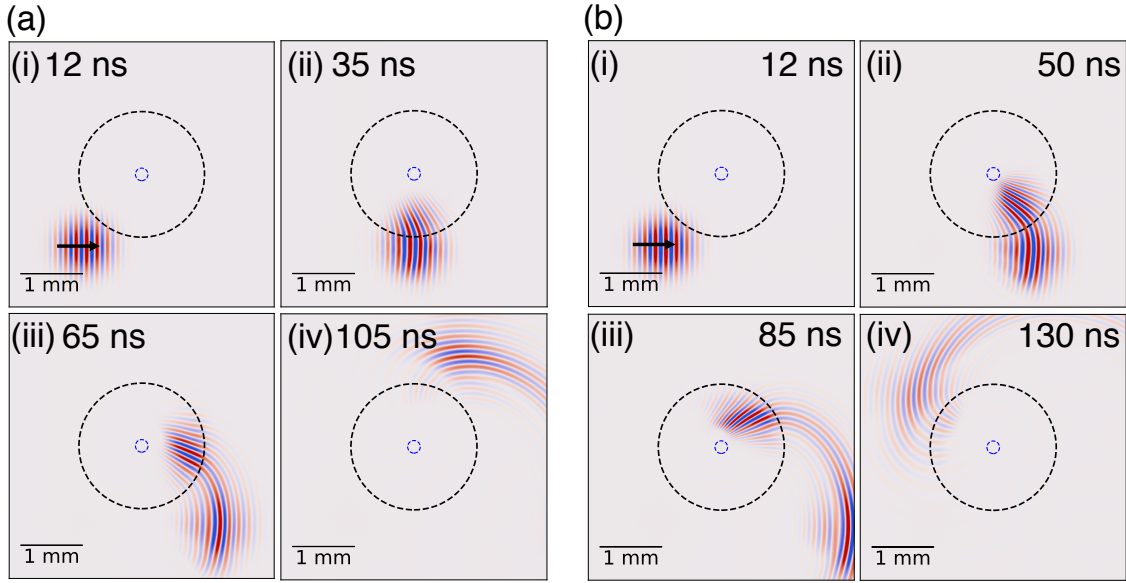 (a)
(i) 12 ns
1 mm
(ii) 35 ns
1 mm
(iii) 65 ns
1 mm
(iv) 105 ns
1 mm
(b)
(i) 12 ns
1 mm
(ii) 50 ns
1 mm
(iii) 85 ns
1 mm
(iv) 130 ns
1 mm